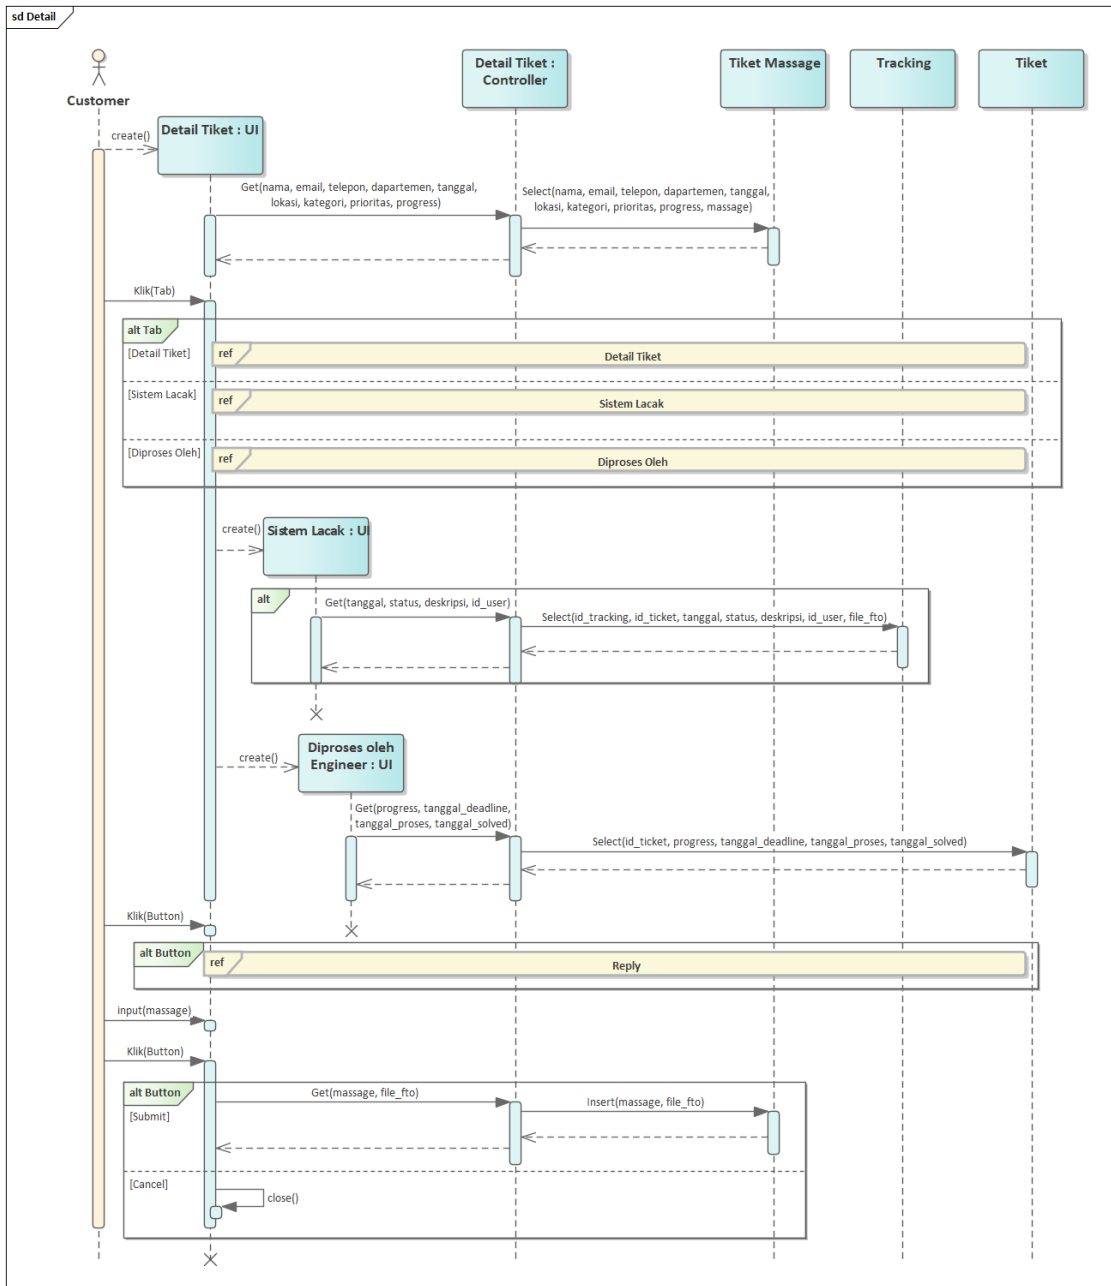 sd Detail
Customer
Detail Tiket : UI
Detail Tiket :
Controller
Tiket Massage
Tracking
Tiket
create()
Get(nama, email, telepon, dapartemen, tanggal,
lokasi, kategori, prioritas, progress)
Select(nama, email, telepon, dapartemen, tanggal,
lokasi, kategori, prioritas, progress, massage)
Klik(Tab)
alt Tab
[Detail Tiket]
ref
Detail Tiket
[Sistem Lacak]
ref
Sistem Lacak
[Diproses Oleh]
ref
Diproses Oleh
create()
Sistem Lacak : UI
alt
Get(tanggal, status, deskripsi, id_user)
Select(id_tracking, id_ticket, tanggal, status, deskripsi, id_user, file_fto)
create()
Diproses oleh
Engineer : UI
Get(progress, tanggal_deadline,
tanggal_proses, tanggal_solved)
Select(id_ticket, progress, tanggal_deadline, tanggal_proses, tanggal_solved)
Klik(Button)
alt Button
ref
Reply
input(massage)
Klik(Button)
alt Button
[Submit]
Get(massage, file_fto)
Insert(massage, file_fto)
[Cancel]
close()